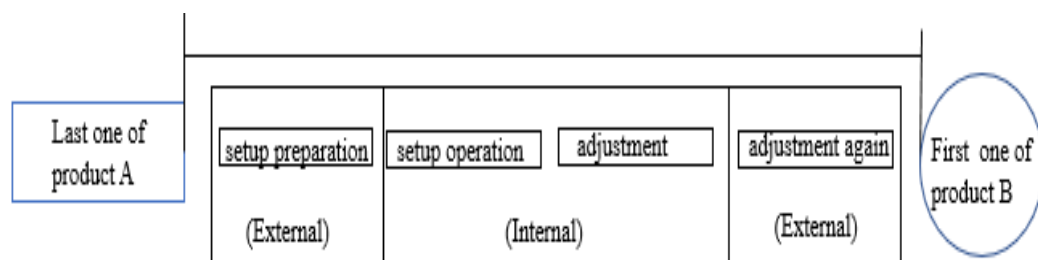 Last one of
product A
setup preparation
setup operation
adjustment
adjustment again
(External)
(Internal)
(External)
First one of
product B